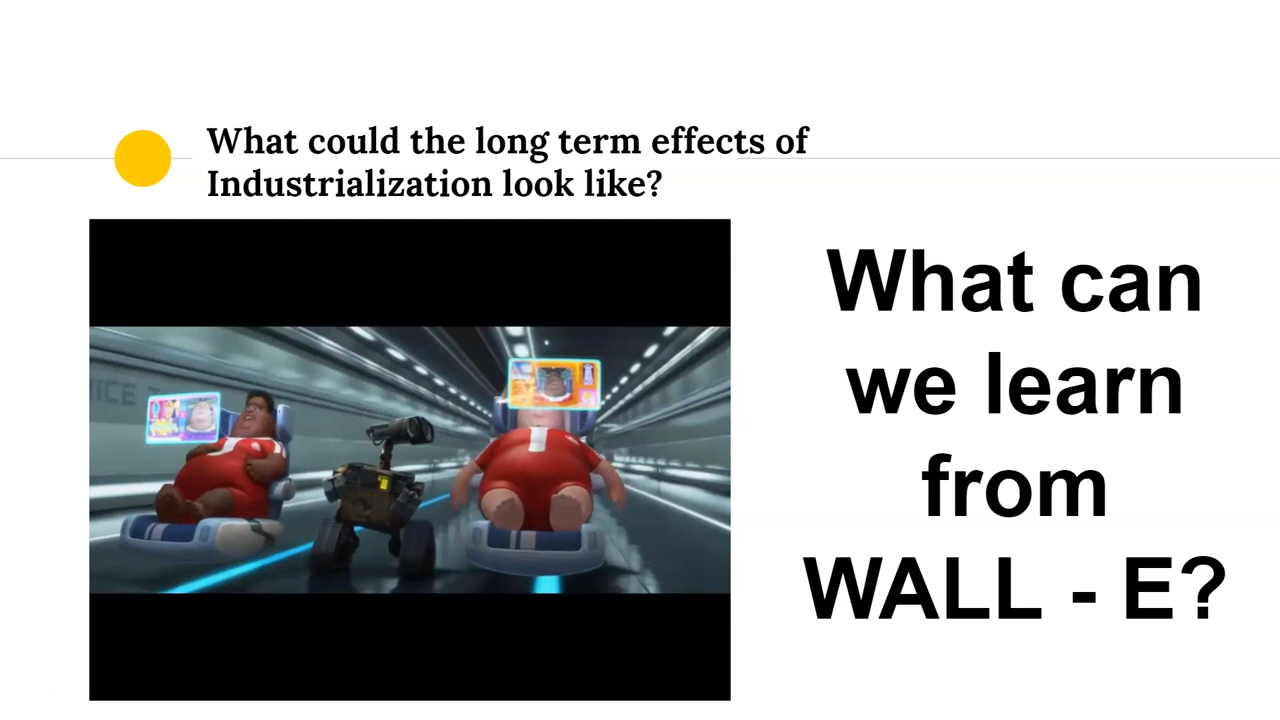 What could the long term effects of
Industrialization look like?
What can
we learn
from
WALL - E?